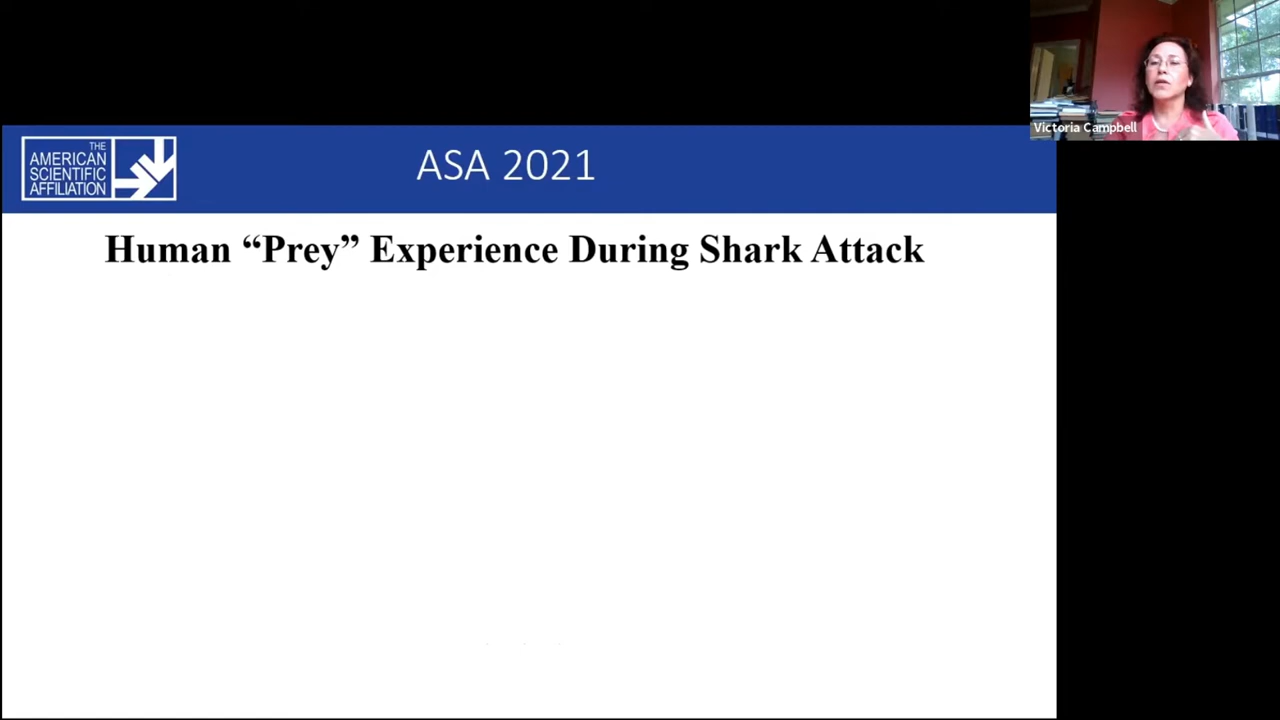 THE
AMERICAN
SCIENTIFIC
AFFILIATION
ASA 2021
Victoria Campbell
Human “Prey” Experience During Shark Attack